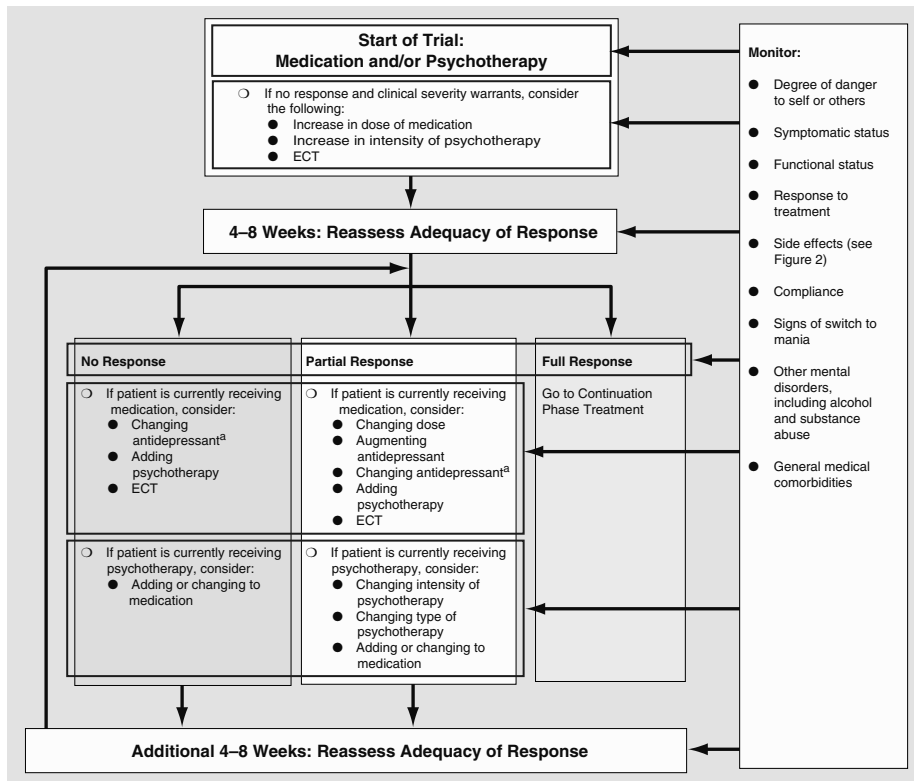 Start of Trial:
Medication and/or Psychotherapy
❍ If no response and clinical severity warrants, consider
the following:
● Increase in dose of medication
● Increase in intensity of psychotherapy
● ECT
4–8 Weeks: Reassess Adequacy of Response
No Response
❍ If patient is currently receiving
medication, consider:
● Changing
antidepressantᵃ
● Adding
psychotherapy
● ECT
❍ If patient is currently receiving
psychotherapy, consider:
● Adding or changing to
medication
Partial Response
❍ If patient is currently receiving
medication, consider:
● Changing dose
● Augmenting
antidepressant
● Changing antidepressantᵃ
● Adding
psychotherapy
● ECT
❍ If patient is currently receiving
psychotherapy, consider:
● Changing intensity of
psychotherapy
● Changing type of
psychotherapy
● Adding or changing to
medication
Full Response
Go to Continuation
Phase Treatment
Additional 4–8 Weeks: Reassess Adequacy of Response
Monitor:
● Degree of danger
to self or others
● Symptomatic status
● Functional status
● Response to
treatment
● Side effects (see
Figure 2)
● Compliance
● Signs of switch to
mania
● Other mental
disorders,
including alcohol
and substance
abuse
● General medical
comorbidities